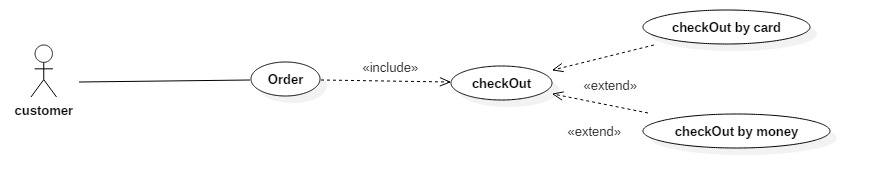 checkOut by card
«include»
Order
checkOut
«extend»
customer
checkOut by money
«extend»